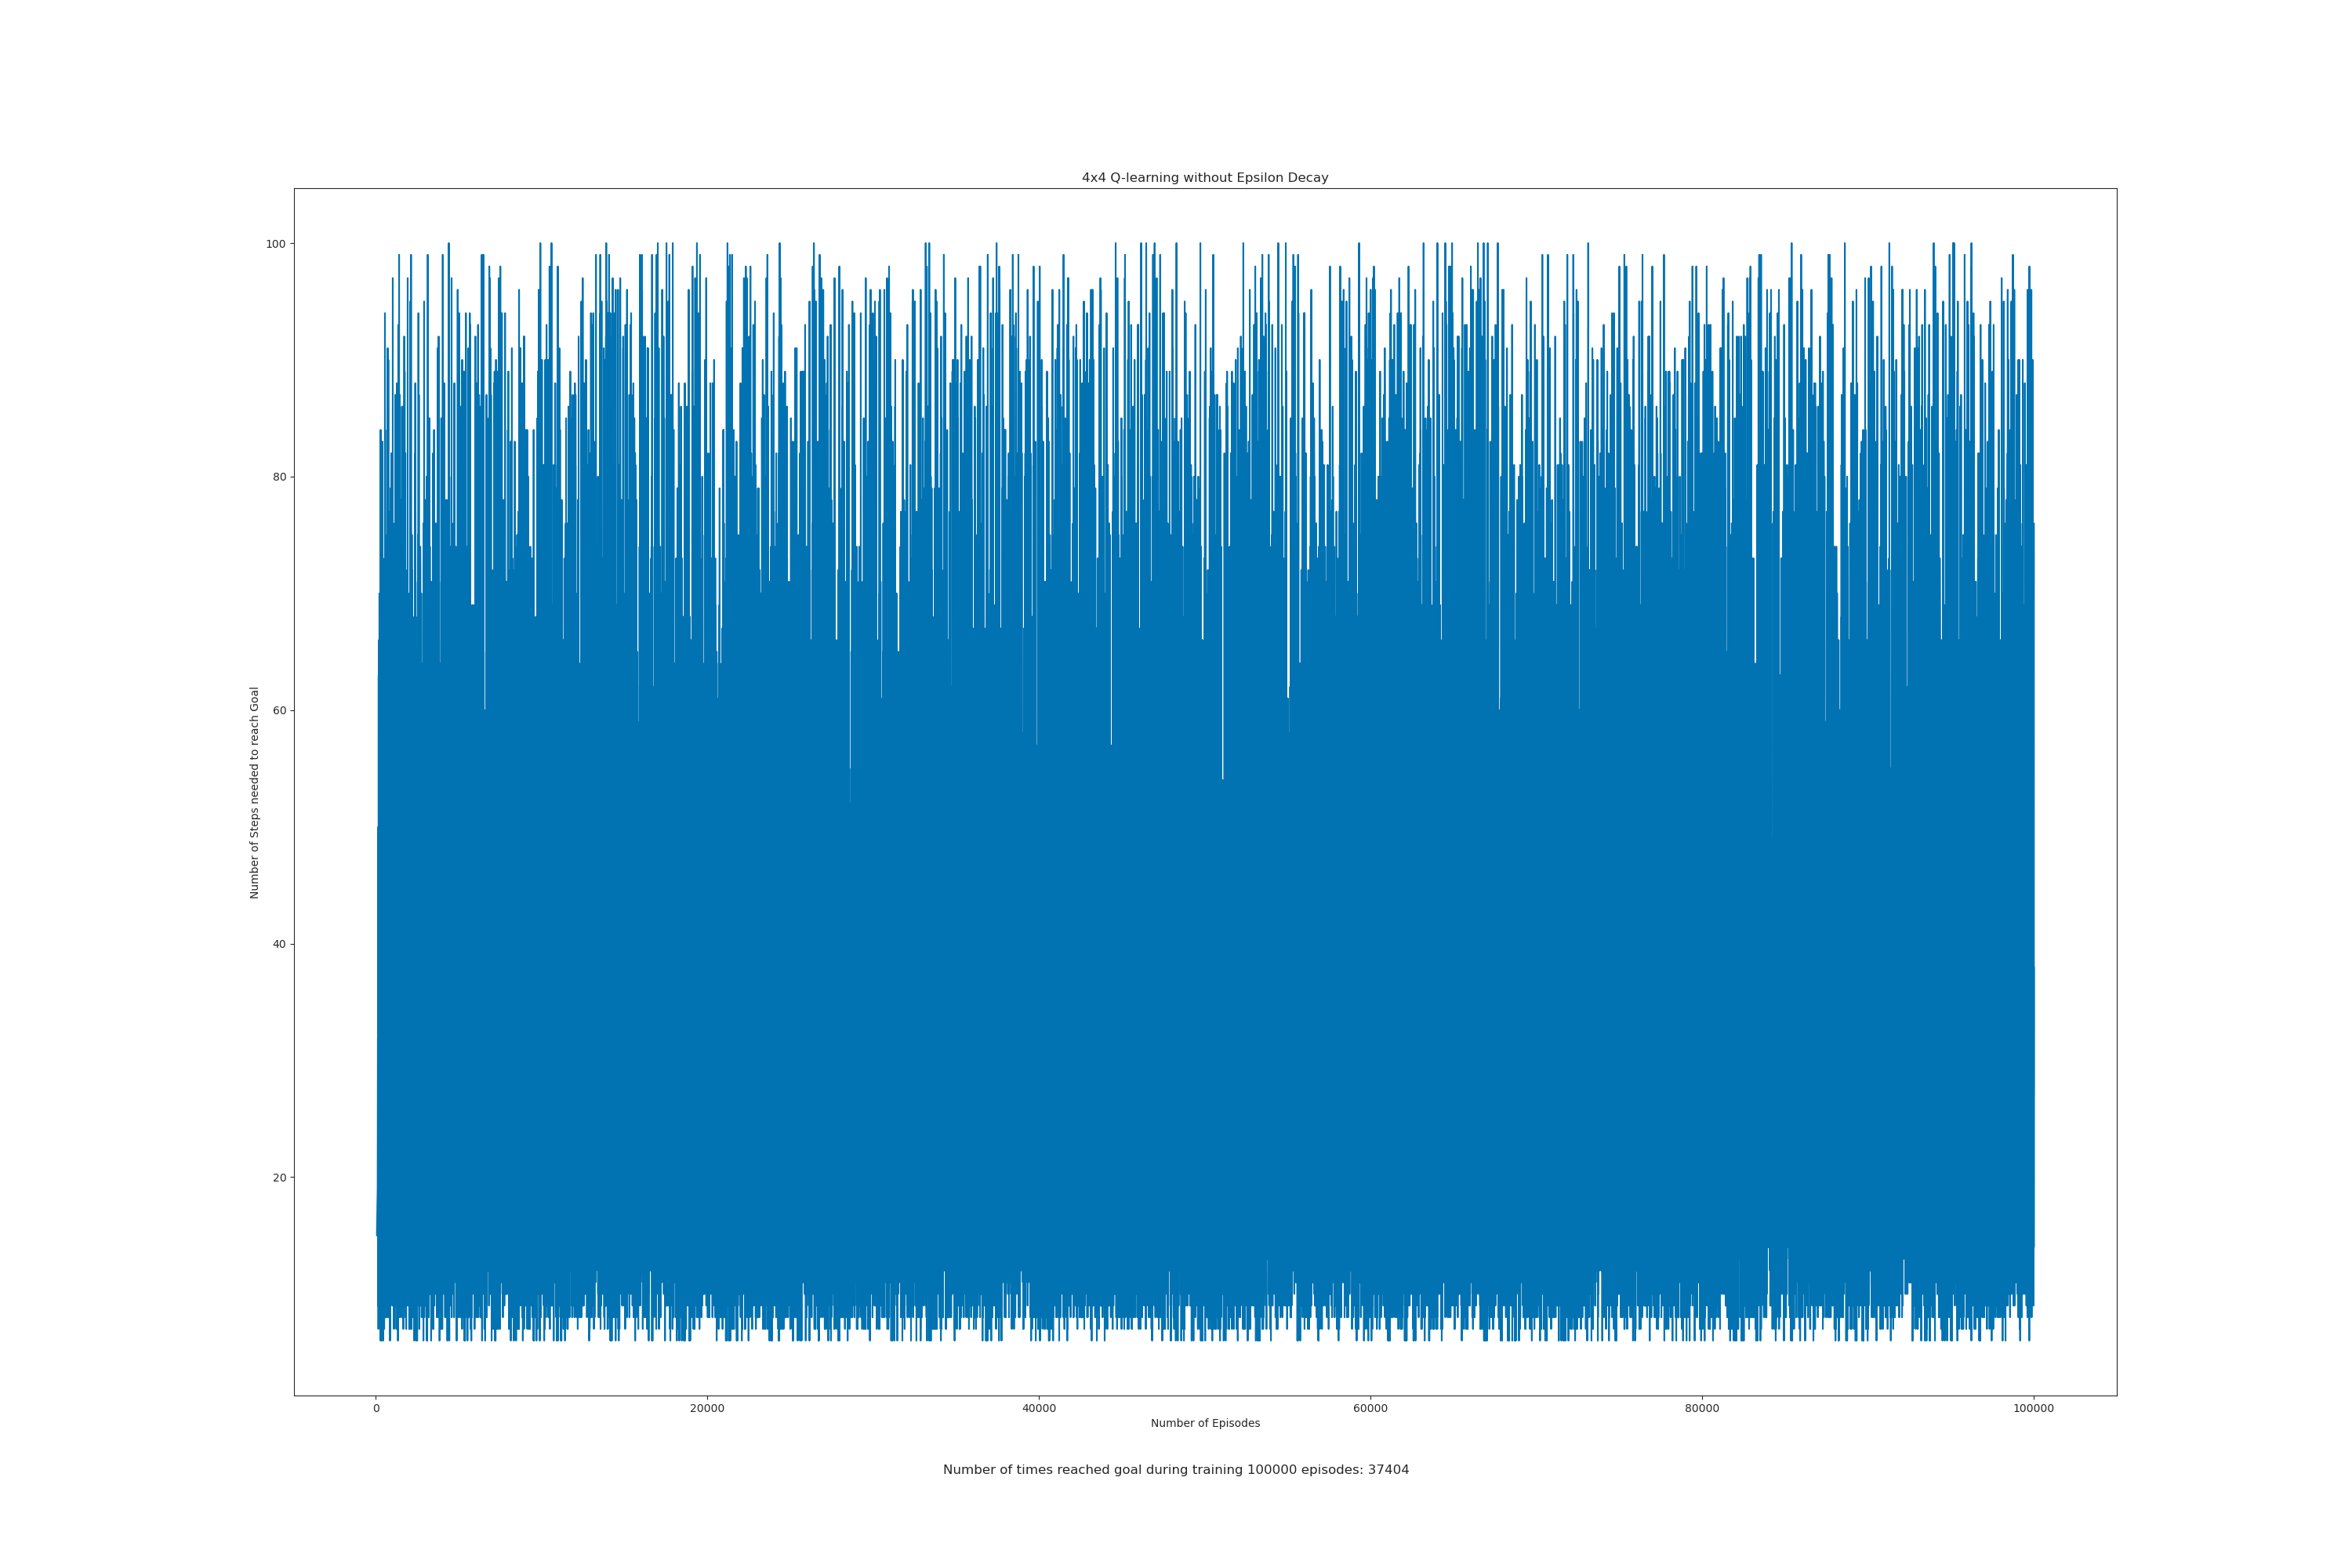 4x4 Q-learning without Epsilon Decay
100
80
60
40
20
Number of Steps needed to reach Goal
0 20000 40000 60000 80000 100000
Number of Episodes
Number of times reached goal during training 100000 episodes: 37404